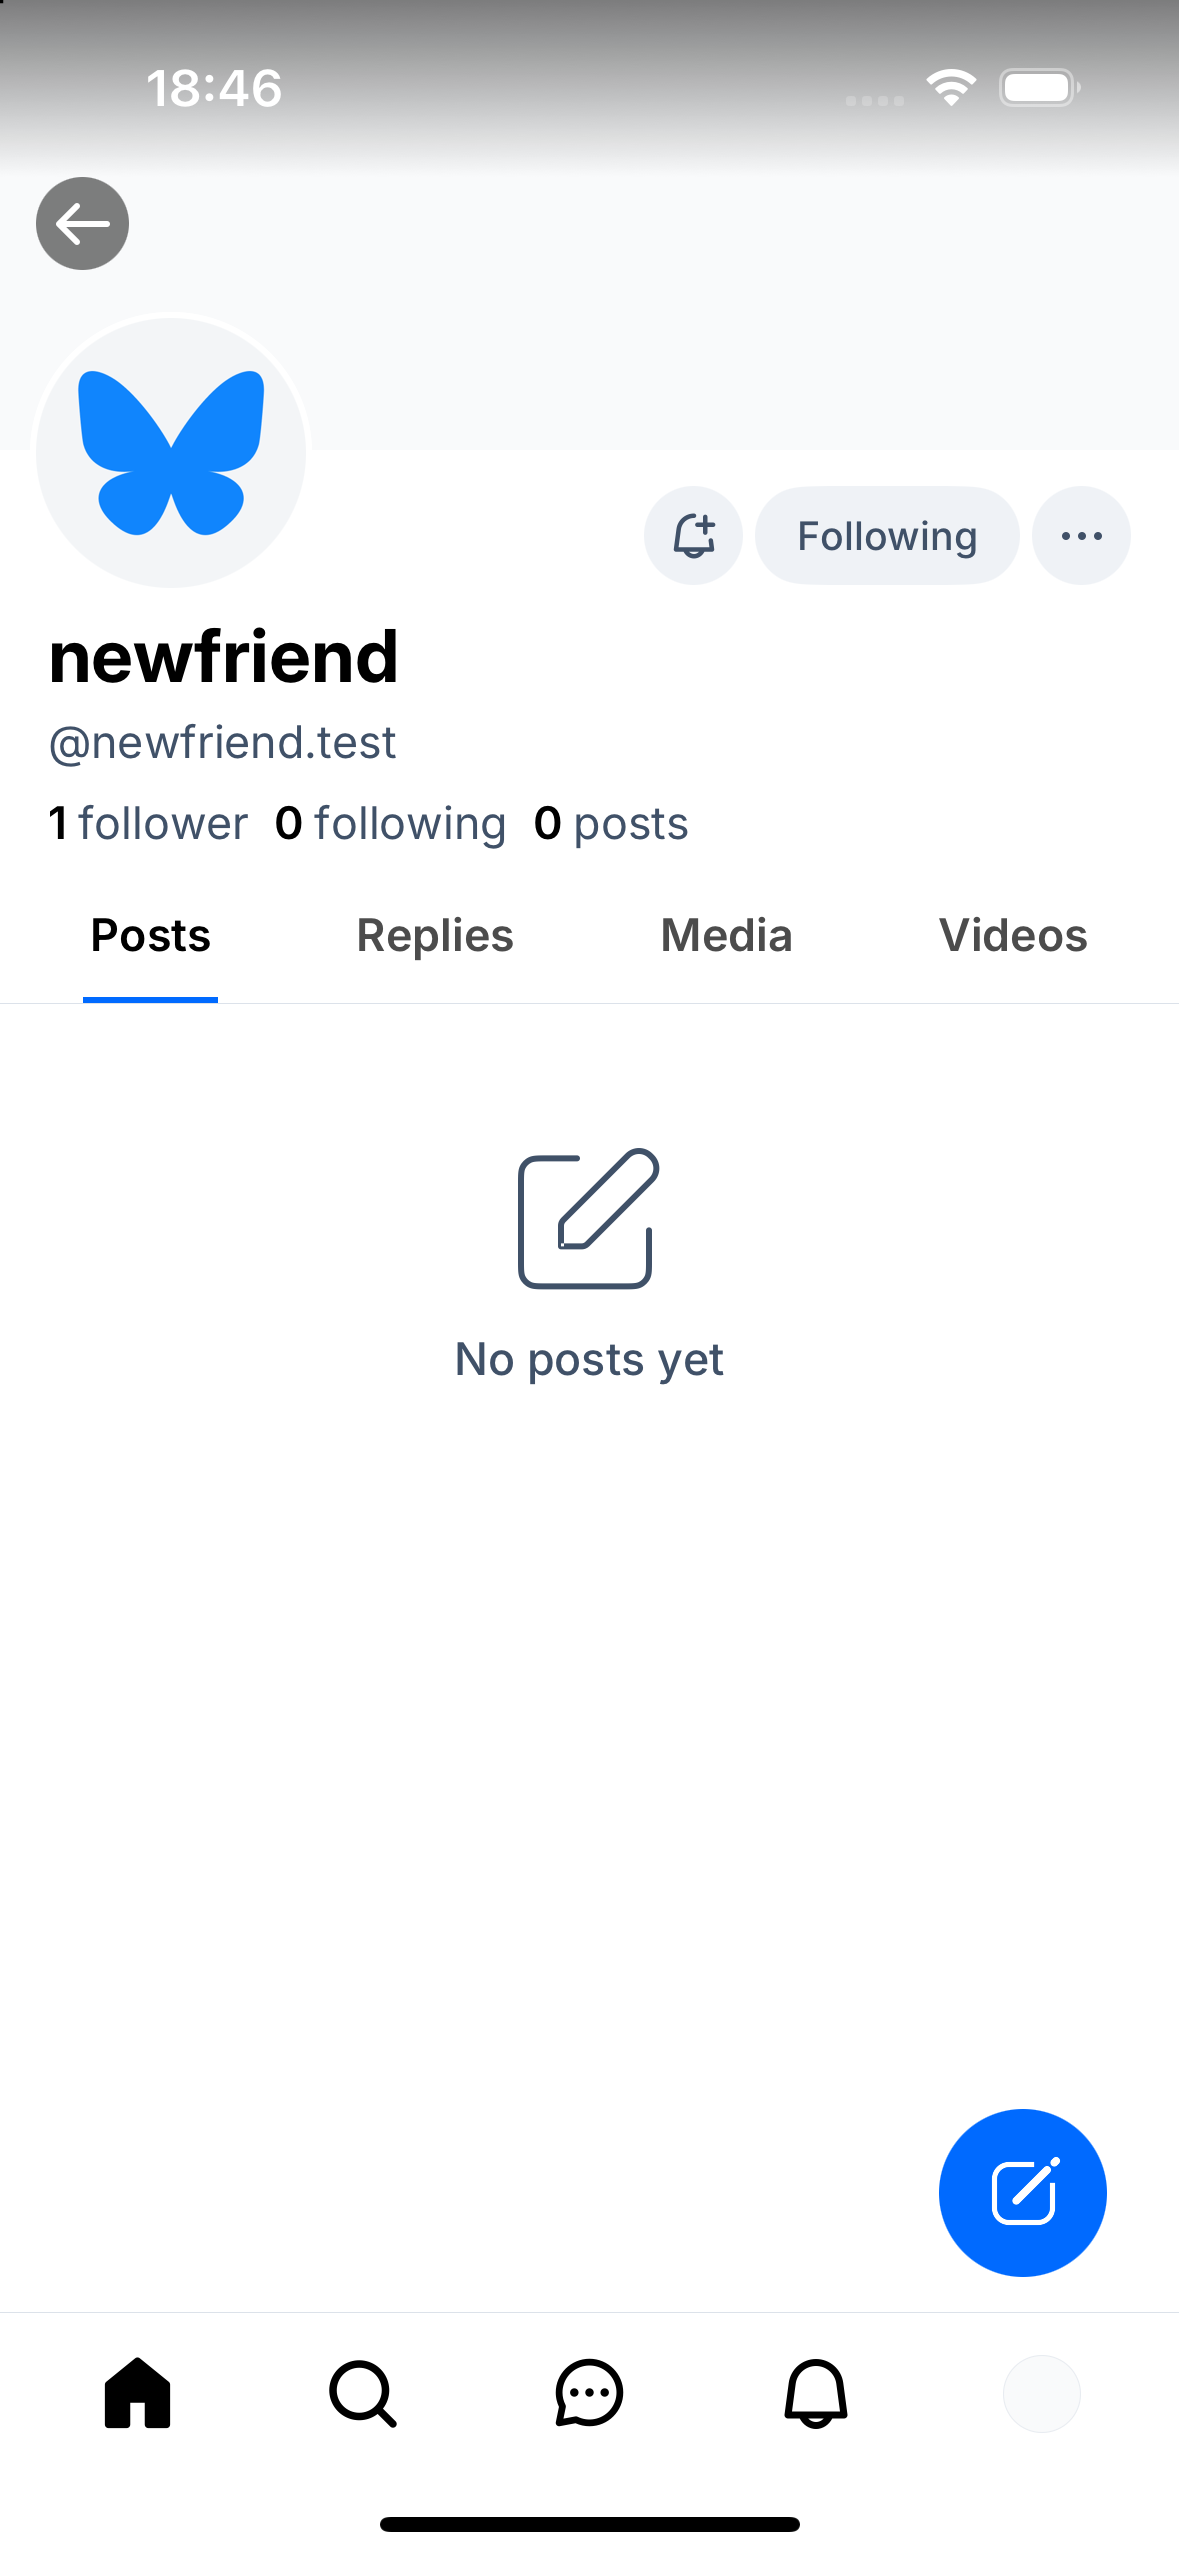 18:46
Following
newfriend
@newfriend.test
1 follower 0 following 0 posts
Posts Replies Media Videos
No posts yet